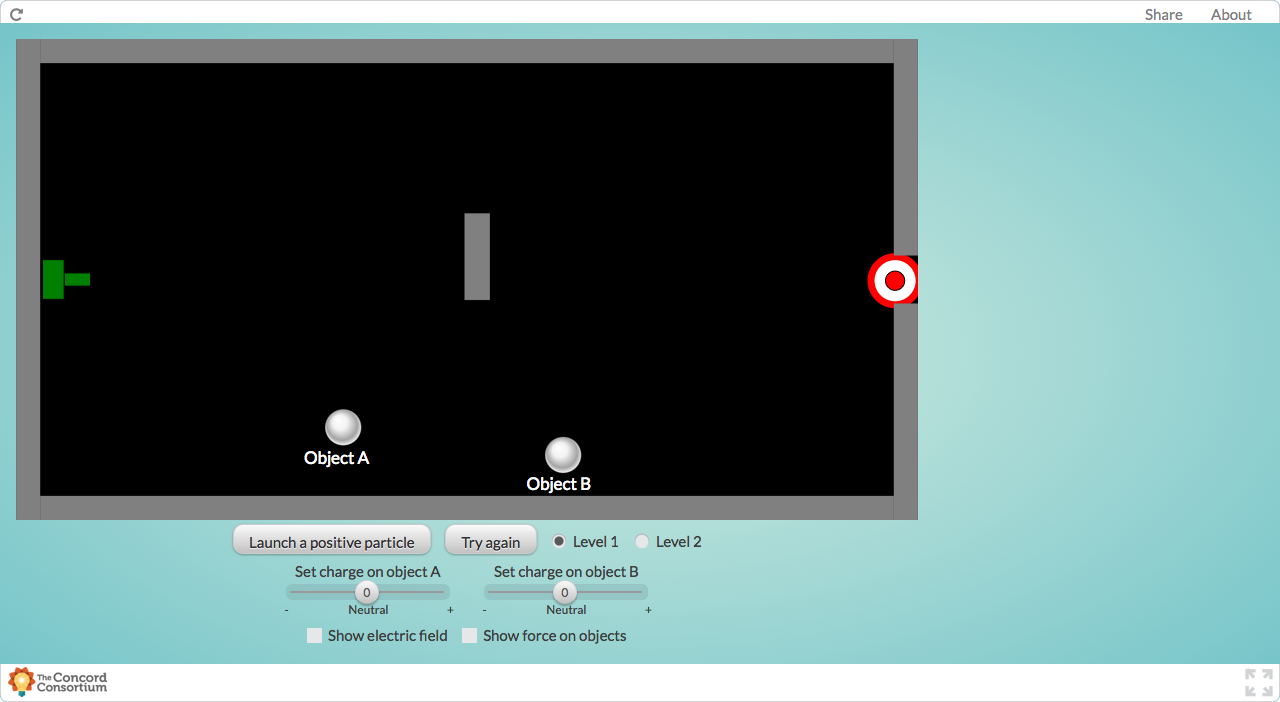 Share About
Object A
Object B
Launch a positive particle Try again Level 1 Level 2
Set charge on object A Set charge on object B
0 0
- Neutral + - Neutral +
Show electric field Show force on objects
The Concord
Consortium